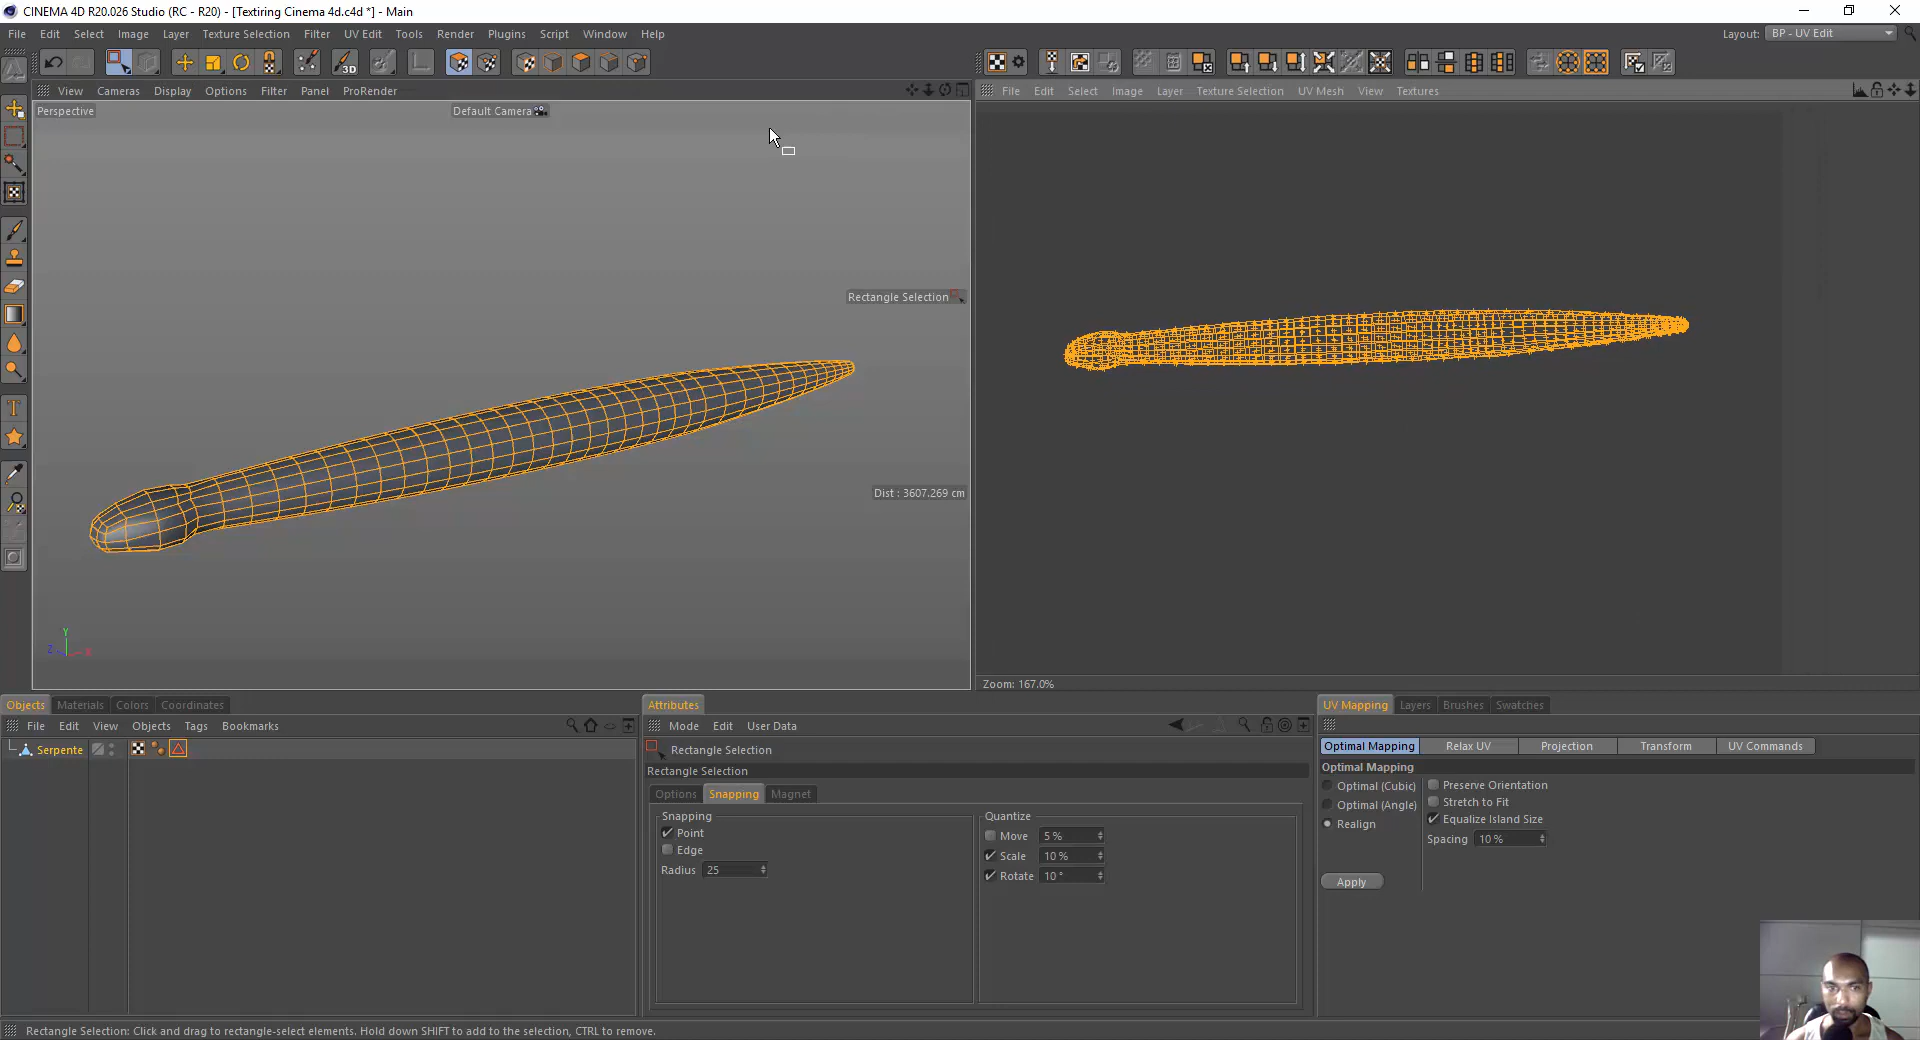 CINEMA 4D R20.026 Studio (RC - R20) - [Textiring Cinema 4d.c4d *] - Main
File Edit Select Image Layer Texture Selection Filter UV Edit Tools Render Plugins Script Window Help
Layout: BP - UV Edit
View Cameras Display Options Filter Panel ProRender
File Edit Select Image Layer Texture Selection UV Mesh View Textures
Perspective
Default Camera
Rectangle Selection
Dist : 3607.269 cm
Y
Z X
Zoom: 167.0%
Objects Materials Colors Coordinates
File Edit View Objects Tags Bookmarks
Serpente
Attributes
Mode Edit User Data
Rectangle Selection
Rectangle Selection
Options Snapping Magnet
Snapping
Point
Edge
Radius 25
Quantize
Move 5 %
Scale 10 %
Rotate 10 °
UV Mapping Layers Brushes Swatches
Optimal Mapping Relax UV Projection Transform UV Commands
Optimal Mapping
Optimal (Cubic) Preserve Orientation
Optimal (Angle) Stretch to Fit
Realign Equalize Island Size
Spacing 10 %
Apply
Rectangle Selection: Click and drag to rectangle-select elements. Hold down SHIFT to add to the selection, CTRL to remove.